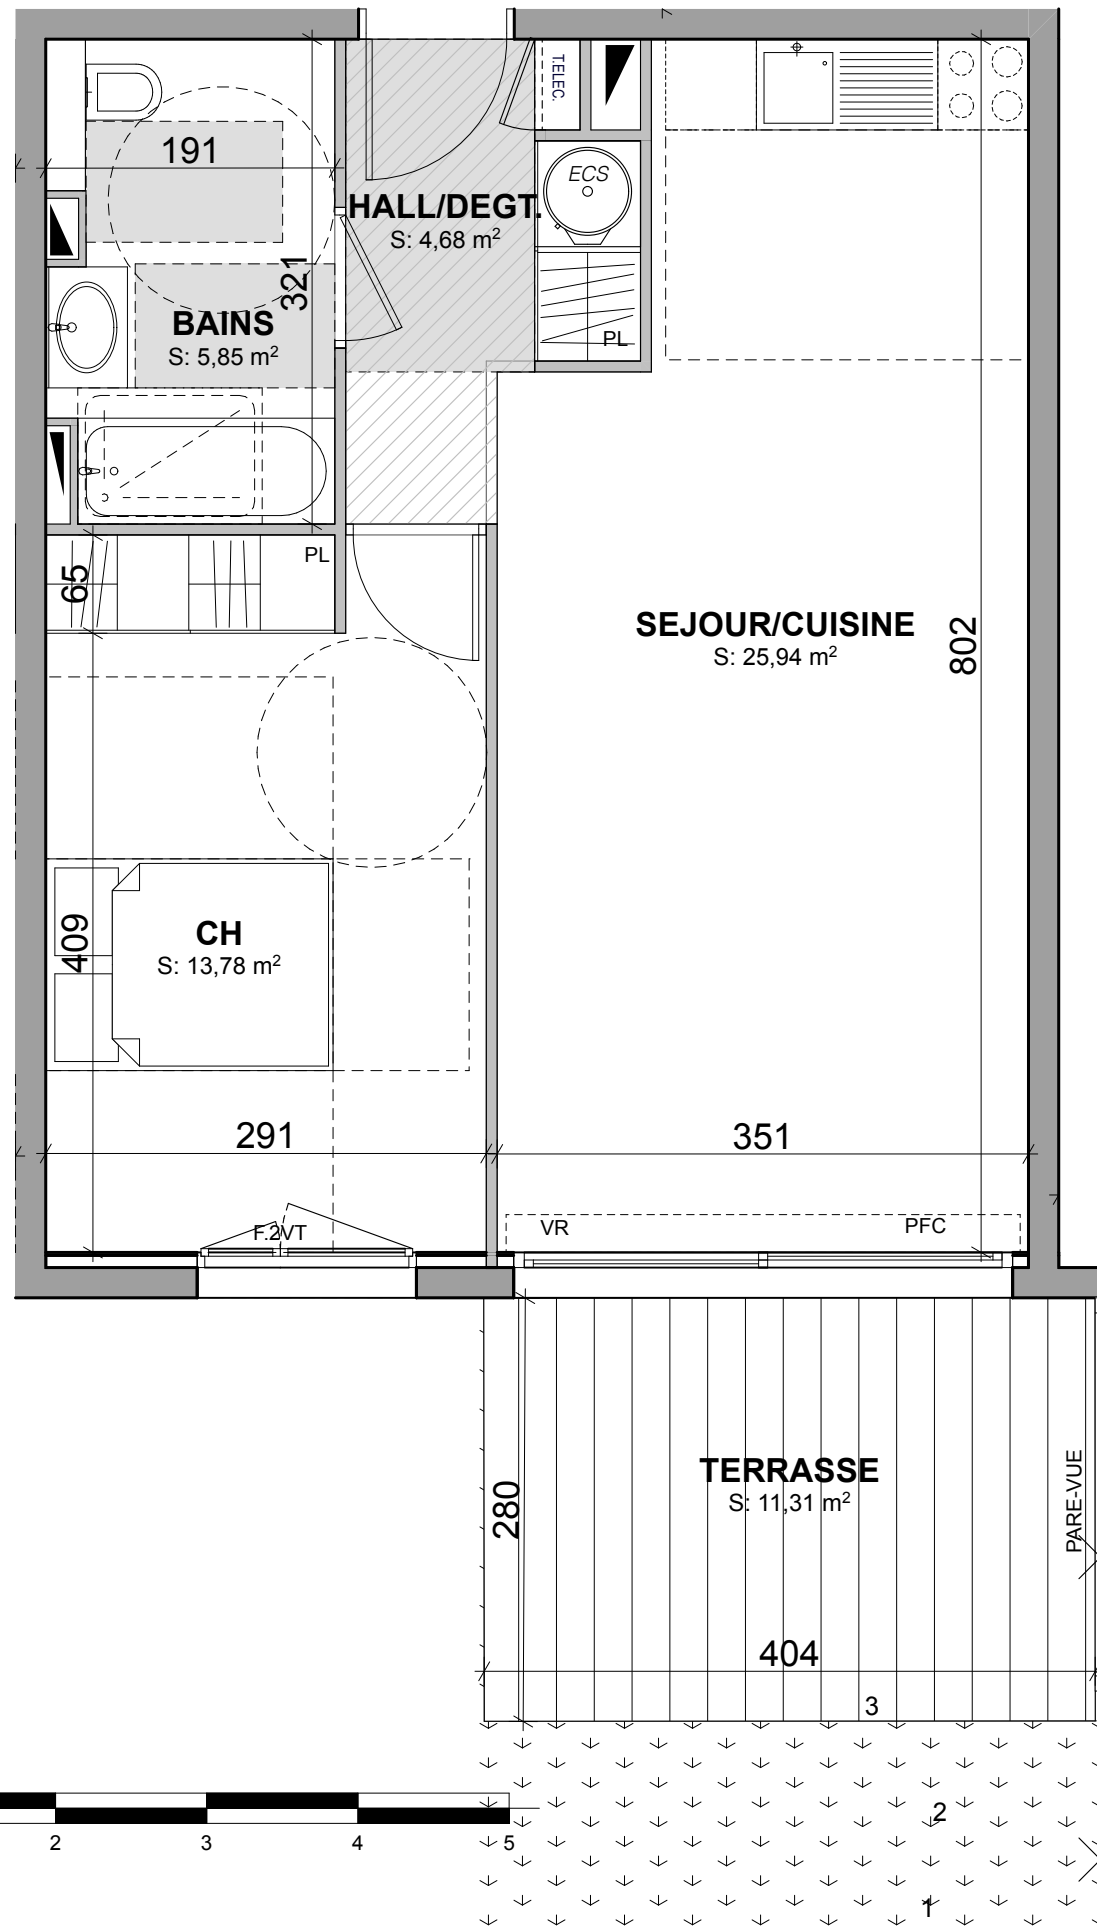 T.ELEC.
191
ECS
HALL/DEGT.
S: 4,68 m²
321
BAINS
S: 5,85 m²
PL
PL
65
SEJOUR/CUISINE
S: 25,94 m²
802
CH
S: 13,78 m²
409
291
351
F.2VT
VR
PFC
TERRASSE
S: 11,31 m²
280
PARE-VUE
404
3
2
1
2
3
4
5